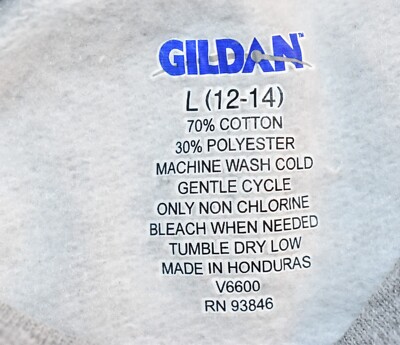 GILDAN™
L (12-14)
70% COTTON
30% POLYESTER
MACHINE WASH COLD
GENTLE CYCLE
ONLY NON CHLORINE
BLEACH WHEN NEEDED
TUMBLE DRY LOW
MADE IN HONDURAS
V6600
RN 93846